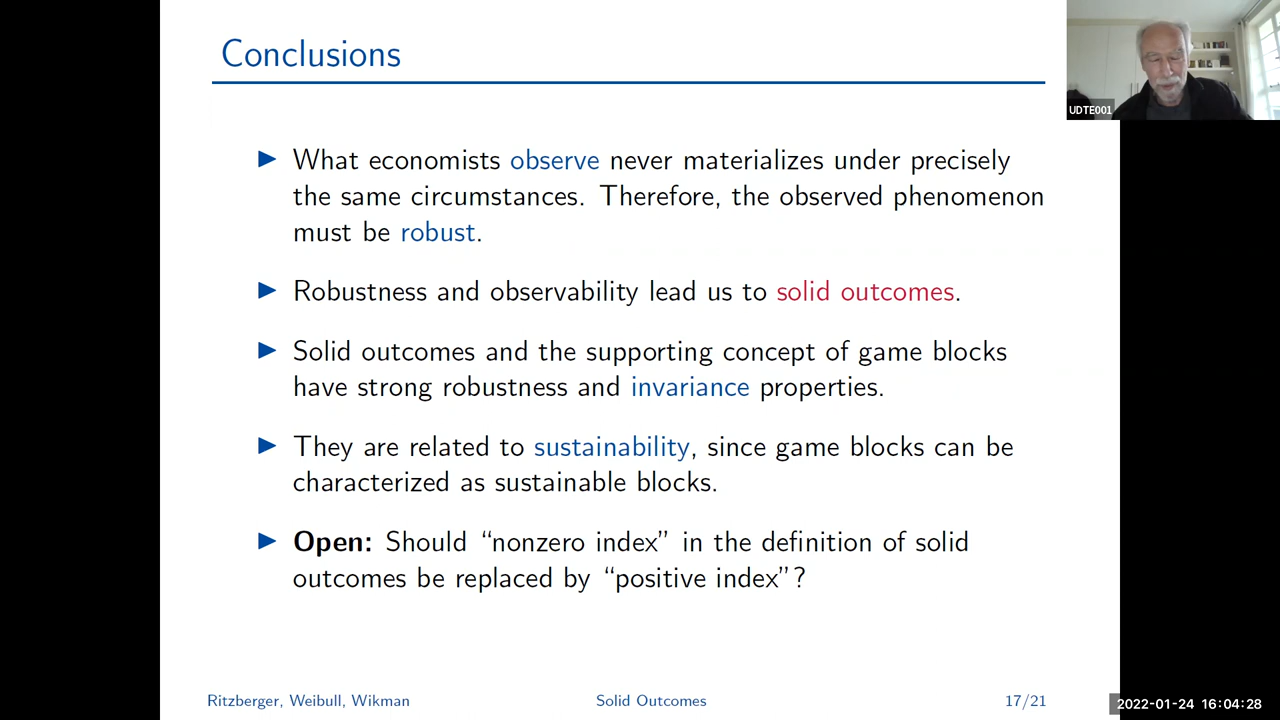 Conclusions
UDTE001
▶ What economists observe never materializes under precisely
the same circumstances. Therefore, the observed phenomenon
must be robust.
▶ Robustness and observability lead us to solid outcomes.
▶ Solid outcomes and the supporting concept of game blocks
have strong robustness and invariance properties.
▶ They are related to sustainability, since game blocks can be
characterized as sustainable blocks.
▶ Open: Should “nonzero index” in the definition of solid
outcomes be replaced by “positive index”?
Ritzberger, Weibull, Wikman Solid Outcomes 17/21
2022-01-24 16:04:28